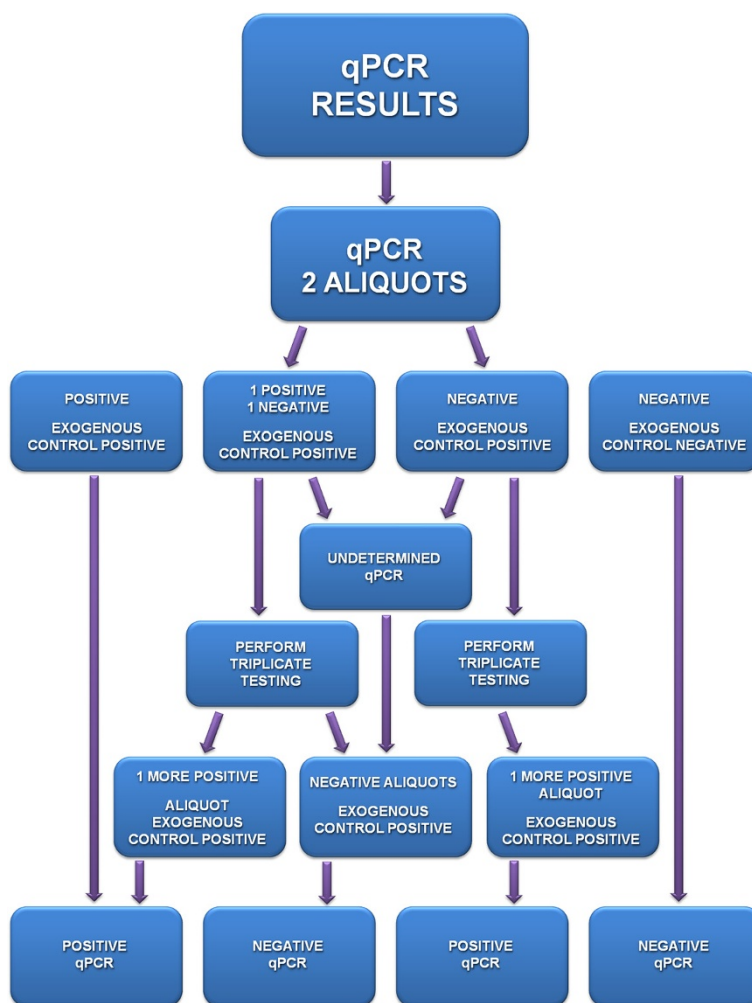 qPCR
RESULTS
qPCR
2 ALIQUOTS
POSITIVE
EXOGENOUS
CONTROL POSITIVE
1 POSITIVE
1 NEGATIVE
EXOGENOUS
CONTROL POSITIVE
NEGATIVE
EXOGENOUS
CONTROL POSITIVE
NEGATIVE
EXOGENOUS
CONTROL NEGATIVE
UNDETERMINED
qPCR
PERFORM
TRIPLICATE
TESTING
PERFORM
TRIPLICATE
TESTING
1 MORE POSITIVE
ALIQUOT
EXOGENOUS
CONTROL POSITIVE
NEGATIVE ALIQUOTS
EXOGENOUS
CONTROL POSITIVE
1 MORE POSITIVE
ALIQUOT
EXOGENOUS
CONTROL POSITIVE
POSITIVE
qPCR
NEGATIVE
qPCR
POSITIVE
qPCR
NEGATIVE
qPCR